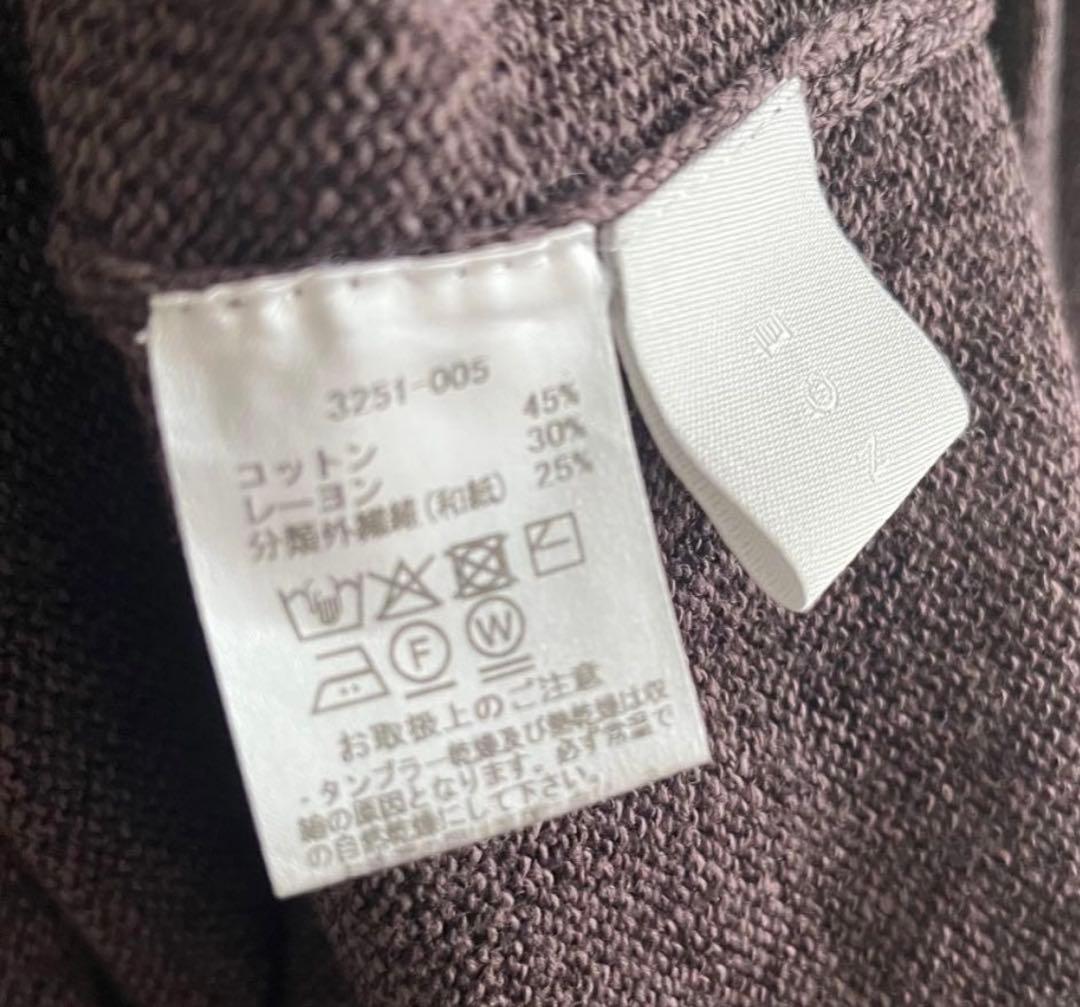 3251-005
コットン 45%
レーヨン 30%
分類外繊維(和紙) 25%
F W
お取扱上のご注意
.タンブラー乾燥及び熱乾燥は収
縮の原因となります。必ず常温で
の自然乾燥にして下さい。